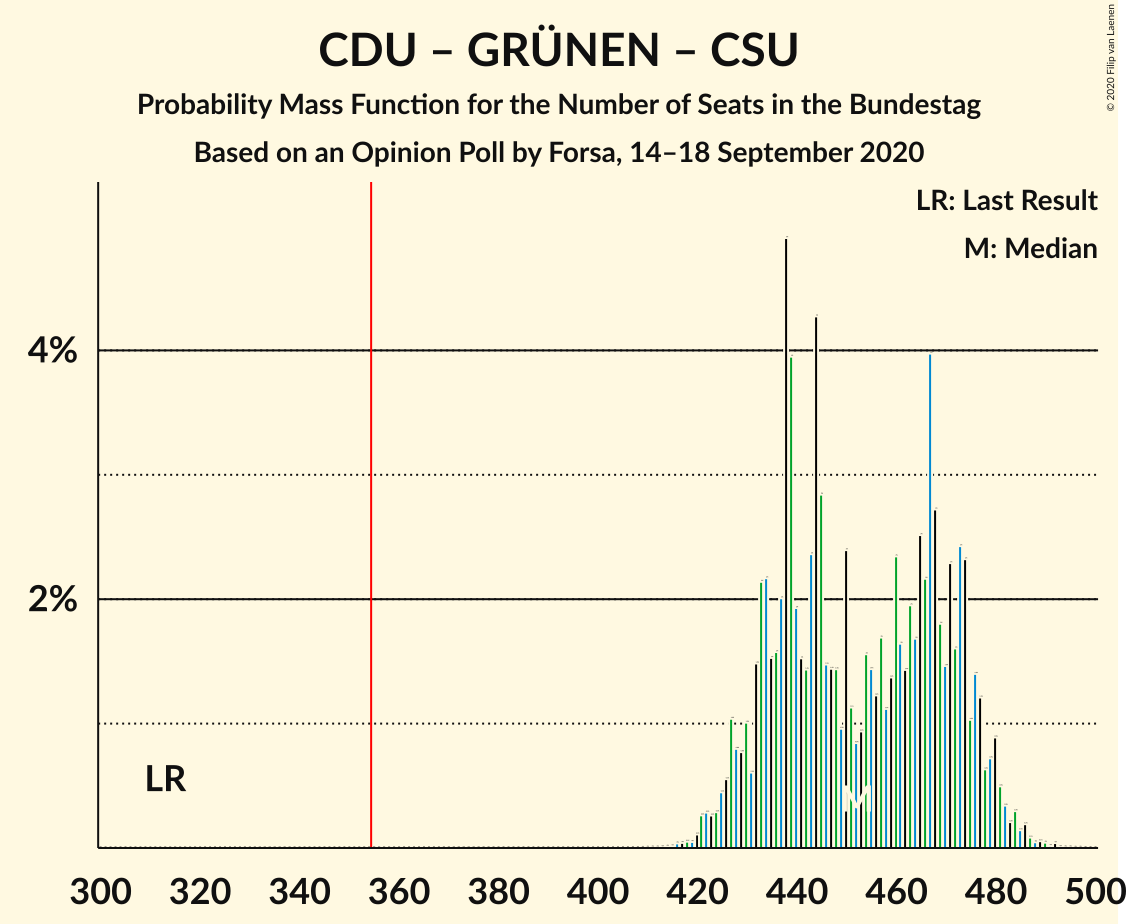 CDU – GRÜNEN – CSU
Probability Mass Function for the Number of Seats in the Bundestag
Based on an Opinion Poll by Forsa, 14–18 September 2020
© 2020 Filip van Laenen
LR: Last Result
M: Median
4%
2%
LR
M
300 320 340 360 380 400 420 440 460 480 500